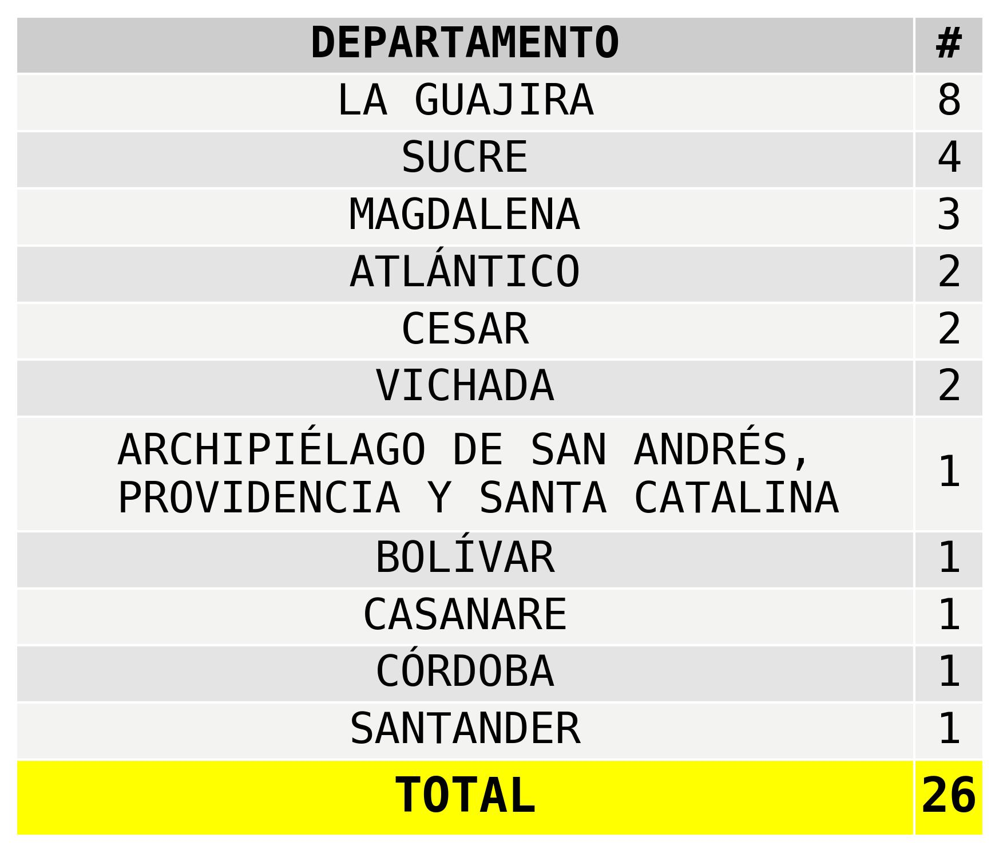 DEPARTAMENTO #
LA GUAJIRA 8
SUCRE 4
MAGDALENA 3
ATLÁNTICO 2
CESAR 2
VICHADA 2
ARCHIPIÉLAGO DE SAN ANDRÉS,
PROVIDENCIA Y SANTA CATALINA 1
BOLÍVAR 1
CASANARE 1
CÓRDOBA 1
SANTANDER 1
TOTAL 26